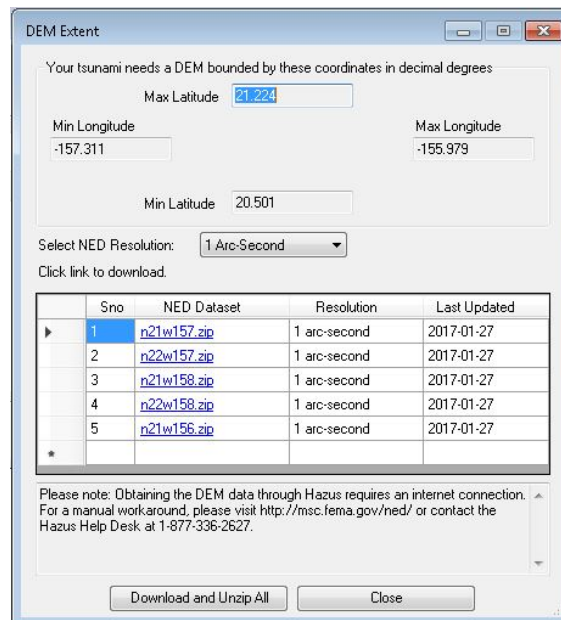 DEM Extent
Your tsunami needs a DEM bounded by these coordinates in decimal degrees
Max Latitude 21.224
Min Longitude Max Longitude
-157.311 -155.979
Min Latitude 20.501
Select NED Resolution: 1 Arc-Second
Click link to download.
Sno NED Dataset Resolution Last Updated
1 n21w157.zip 1 arc-second 2017-01-27
2 n22w157.zip 1 arc-second 2017-01-27
3 n21w158.zip 1 arc-second 2017-01-27
4 n22w158.zip 1 arc-second 2017-01-27
5 n21w156.zip 1 arc-second 2017-01-27
*
Please note: Obtaining the DEM data through Hazus requires an internet connection.
For a manual workaround, please visit http://msc.fema.gov/ned/ or contact the
Hazus Help Desk at 1-877-336-2627.
Download and Unzip All Close